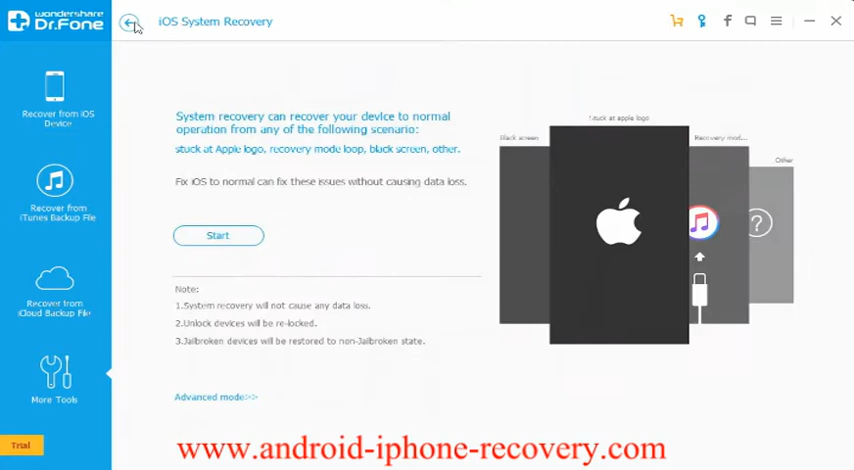 wondershare
Dr.Fone
iOS System Recovery
Recover from iOS
Device
Recover from
iTunes Backup File
Recover from
iCloud Backup File
More Tools
Trial
System recovery can recover your device to normal
operation from any of the following scenario:
stuck at Apple logo, recovery mode loop, black screen, other.
Fix iOS to normal can fix these issues without causing data loss.
Start
Note:
1.System recovery will not cause any data loss.
2.Unlock devices will be re-locked.
3.Jailbroken devices will be restored to non-Jailbroken state.
Advanced mode>>
Black screen
Stuck at apple logo
Recovery mod...
Other
?
www.android-iphone-recovery.com